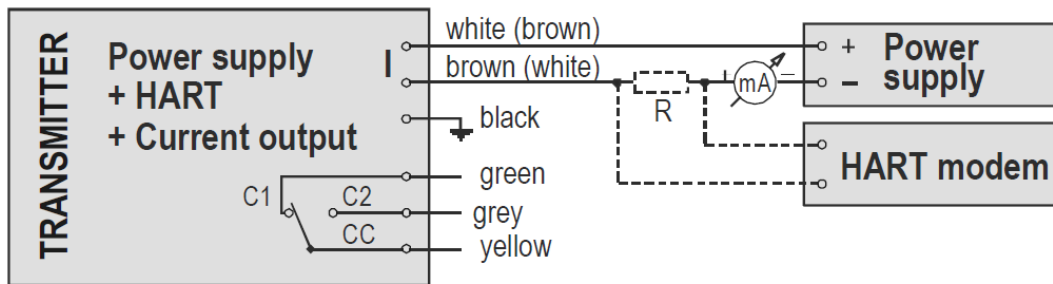 TRANSMITTER
Power supply
+ HART
+ Current output
I
white (brown)
brown (white)
black
green
grey
yellow
C1
C2
CC
R
+
mA
−
+
−
Power
supply
HART modem